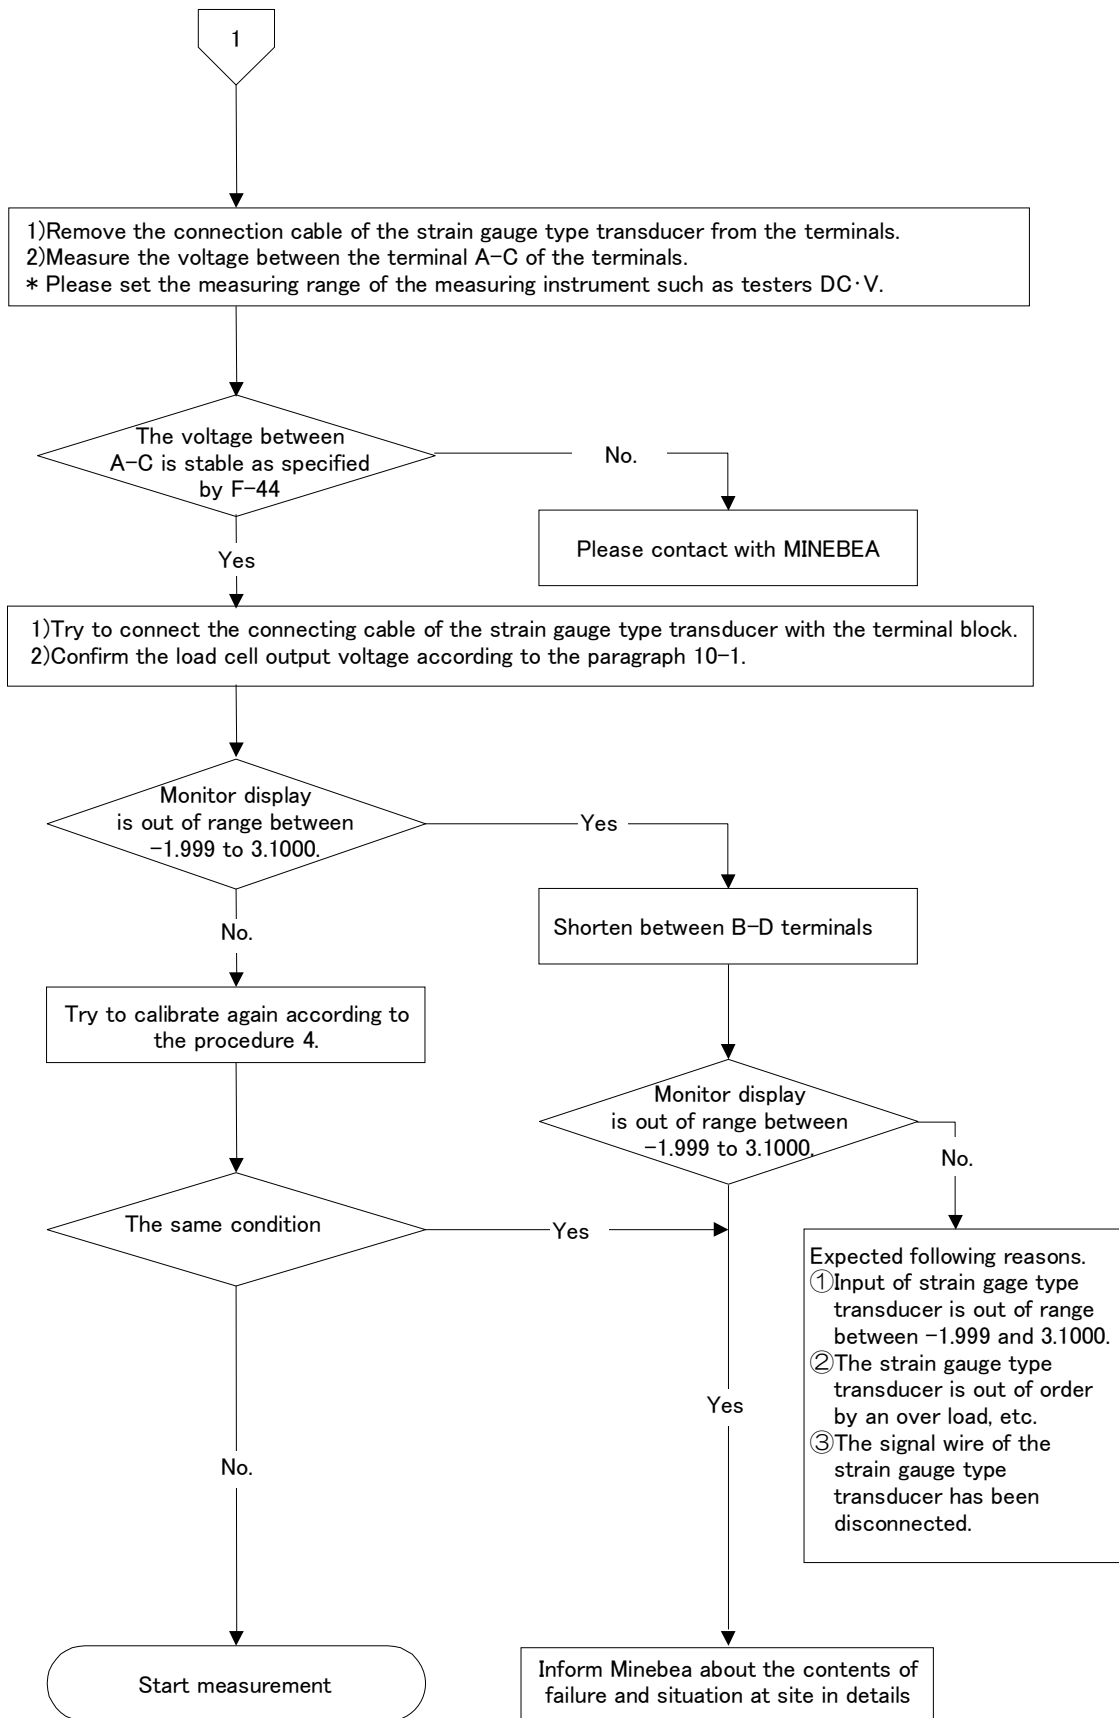 1
1)Remove the connection cable of the strain gauge type transducer from the terminals.
2)Measure the voltage between the terminal A-C of the terminals.
* Please set the measuring range of the measuring instrument such as testers DC·V.
The voltage between
A-C is stable as specified
by F-44
No.
Please contact with MINEBEA
Yes
1)Try to connect the connecting cable of the strain gauge type transducer with the terminal block.
2)Confirm the load cell output voltage according to the paragraph 10-1.
Monitor display
is out of range between
-1.999 to 3.1000.
Yes
Shorten between B-D terminals
No.
Try to calibrate again according to
the procedure 4.
Monitor display
is out of range between
-1.999 to 3.1000.
No.
The same condition
Yes
Expected following reasons.
①Input of strain gage type
transducer is out of range
between -1.999 and 3.1000.
②The strain gauge type
transducer is out of order
by an over load, etc.
③The signal wire of the
strain gauge type
transducer has been
disconnected.
Yes
No.
Start measurement
Inform Minebea about the contents of
failure and situation at site in details